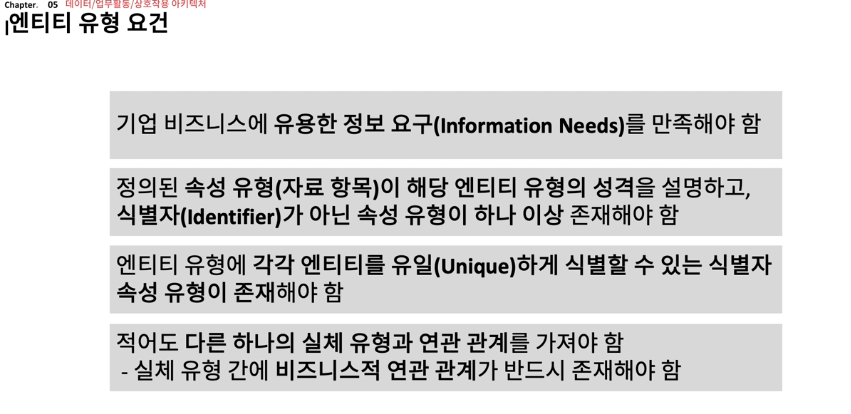 Chapter. 05 데이터/업무활동/상호작용 아키텍처
엔티티 유형 요건
기업 비즈니스에 유용한 정보 요구(Information Needs)를 만족해야 함
정의된 속성 유형(자료 항목)이 해당 엔티티 유형의 성격을 설명하고,
식별자(Identifier)가 아닌 속성 유형이 하나 이상 존재해야 함
엔티티 유형에 각각 엔티티를 유일(Unique)하게 식별할 수 있는 식별자
속성 유형이 존재해야 함
적어도 다른 하나의 실체 유형과 연관 관계를 가져야 함
- 실체 유형 간에 비즈니스적 연관 관계가 반드시 존재해야 함